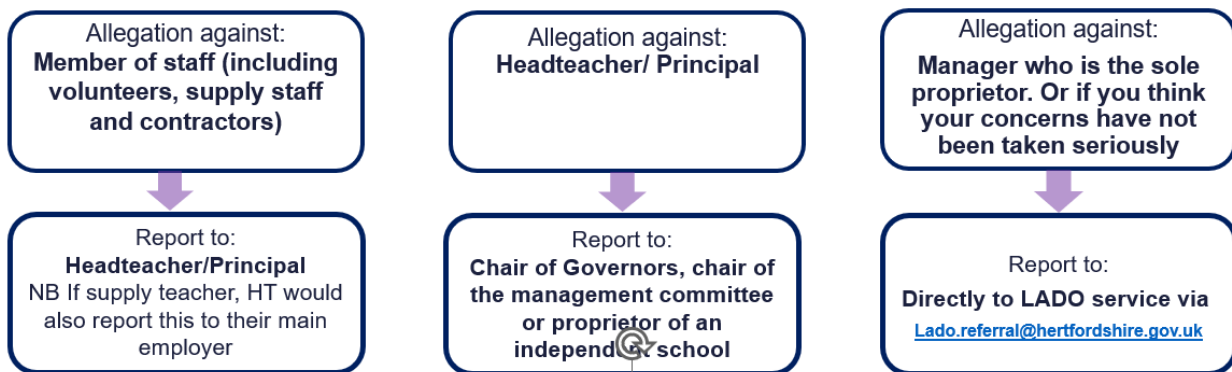 Allegation against:
Member of staff (including
volunteers, supply staff
and contractors)
Report to:
Headteacher/Principal
NB If supply teacher, HT would
also report this to their main
employer
Allegation against:
Headteacher/ Principal
Report to:
Chair of Governors, chair of
the management committee
or proprietor of an
independent school
Allegation against:
Manager who is the sole
proprietor. Or if you think
your concerns have not
been taken seriously
Report to:
Directly to LADO service via
Lado.referral@hertfordshire.gov.uk